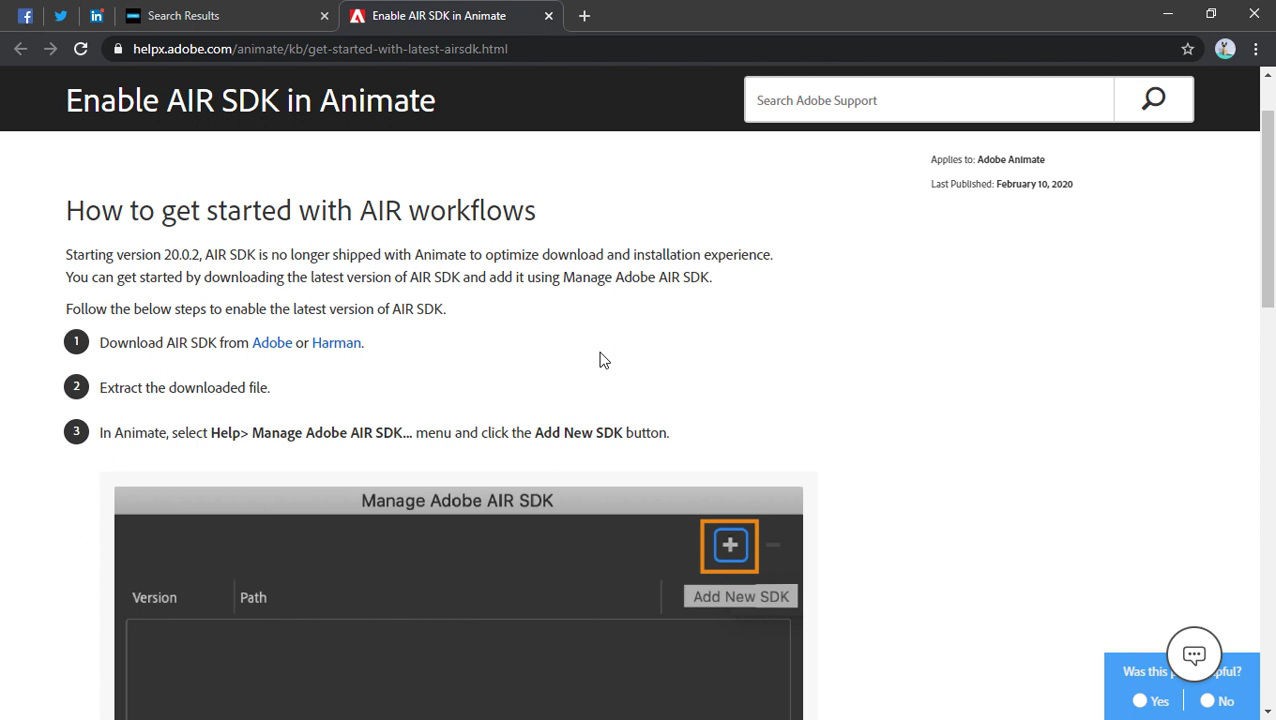 Search Results
Enable AIR SDK in Animate
helpx.adobe.com/animate/kb/get-started-with-latest-airsdk.html
Enable AIR SDK in Animate
Search Adobe Support
Applies to: Adobe Animate
Last Published: February 10, 2020
How to get started with AIR workflows
Starting version 20.0.2, AIR SDK is no longer shipped with Animate to optimize download and installation experience.
You can get started by downloading the latest version of AIR SDK and add it using Manage Adobe AIR SDK.
Follow the below steps to enable the latest version of AIR SDK.
1 Download AIR SDK from Adobe or Harman.
2 Extract the downloaded file.
3 In Animate, select Help> Manage Adobe AIR SDK... menu and click the Add New SDK button.
Manage Adobe AIR SDK
Version Path
Add New SDK
Was this
Yes No